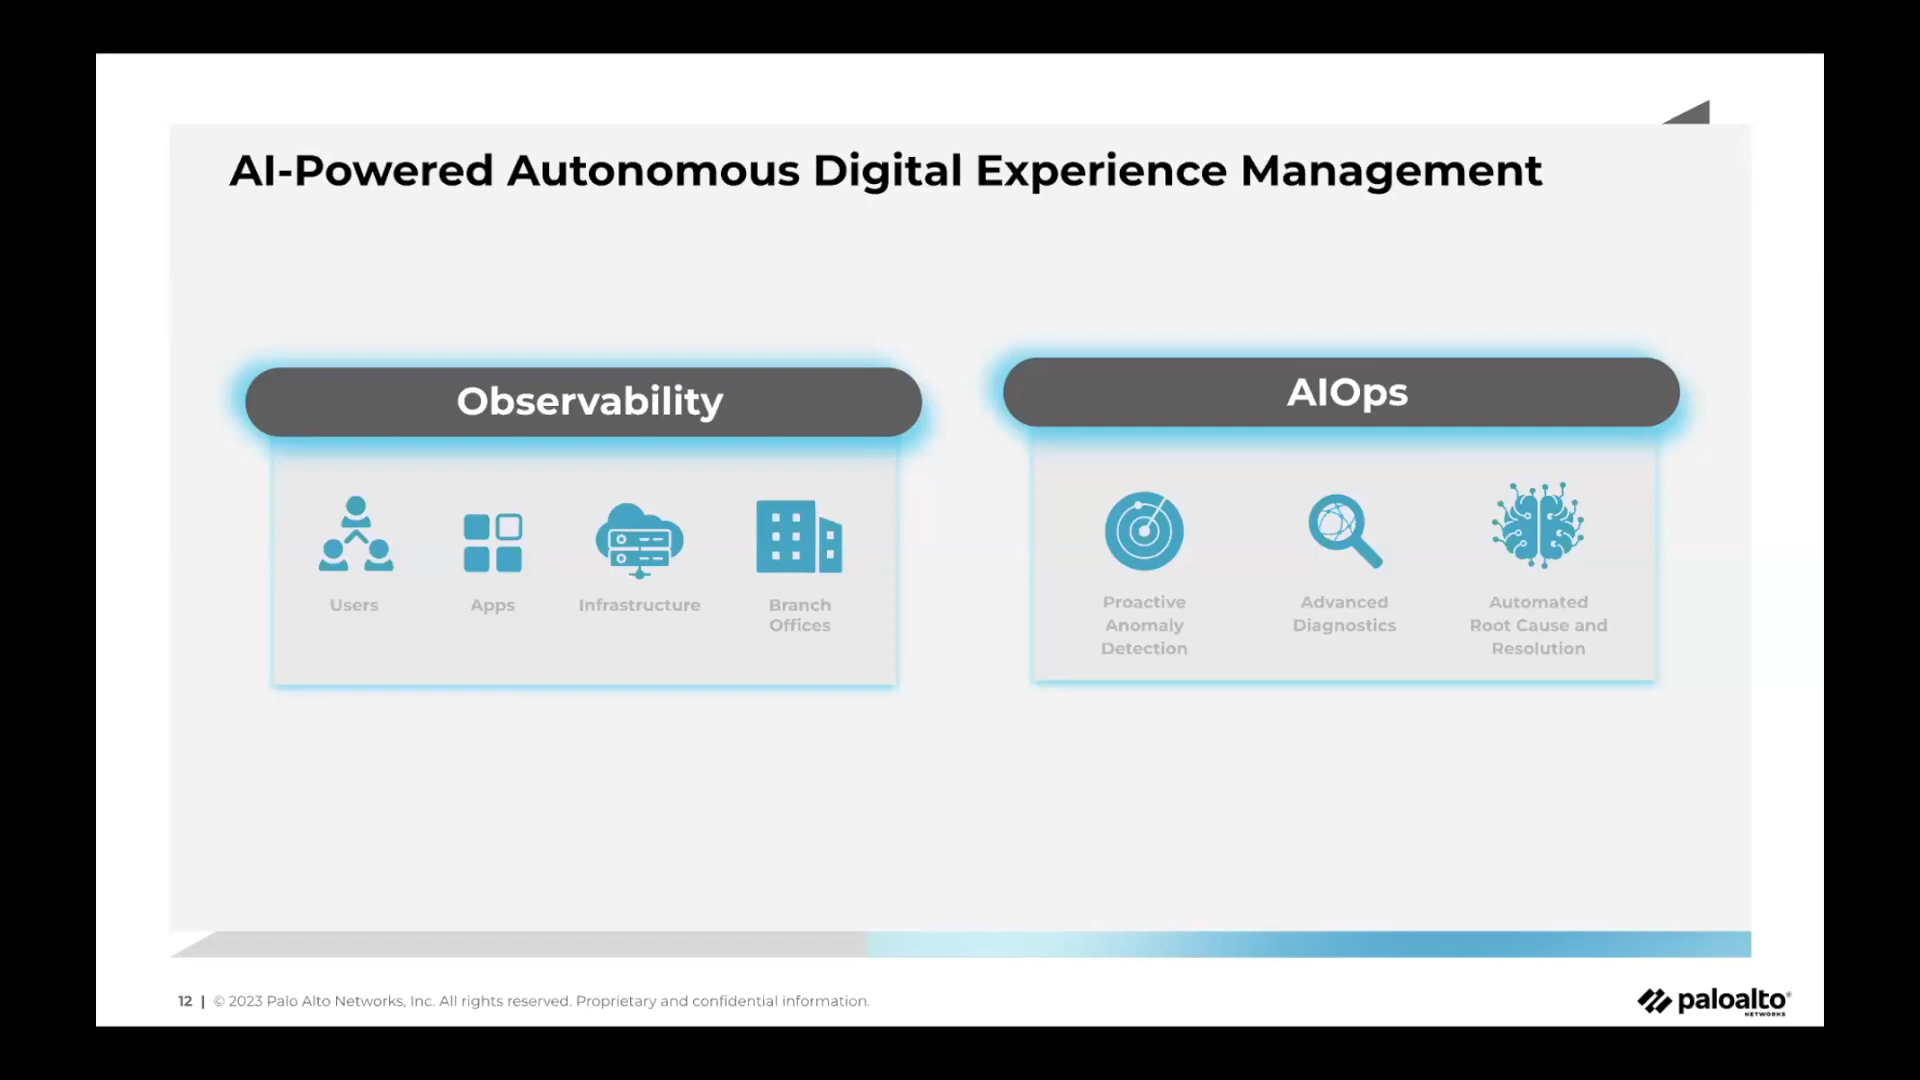 AI-Powered Autonomous Digital Experience Management
Observability
Users
Apps
Infrastructure
Branch
Offices
AIOps
Proactive
Anomaly
Detection
Advanced
Diagnostics
Automated
Root Cause and
Resolution
12 | © 2023 Palo Alto Networks, Inc. All rights reserved. Proprietary and confidential information.
paloalto®
NETWORKS